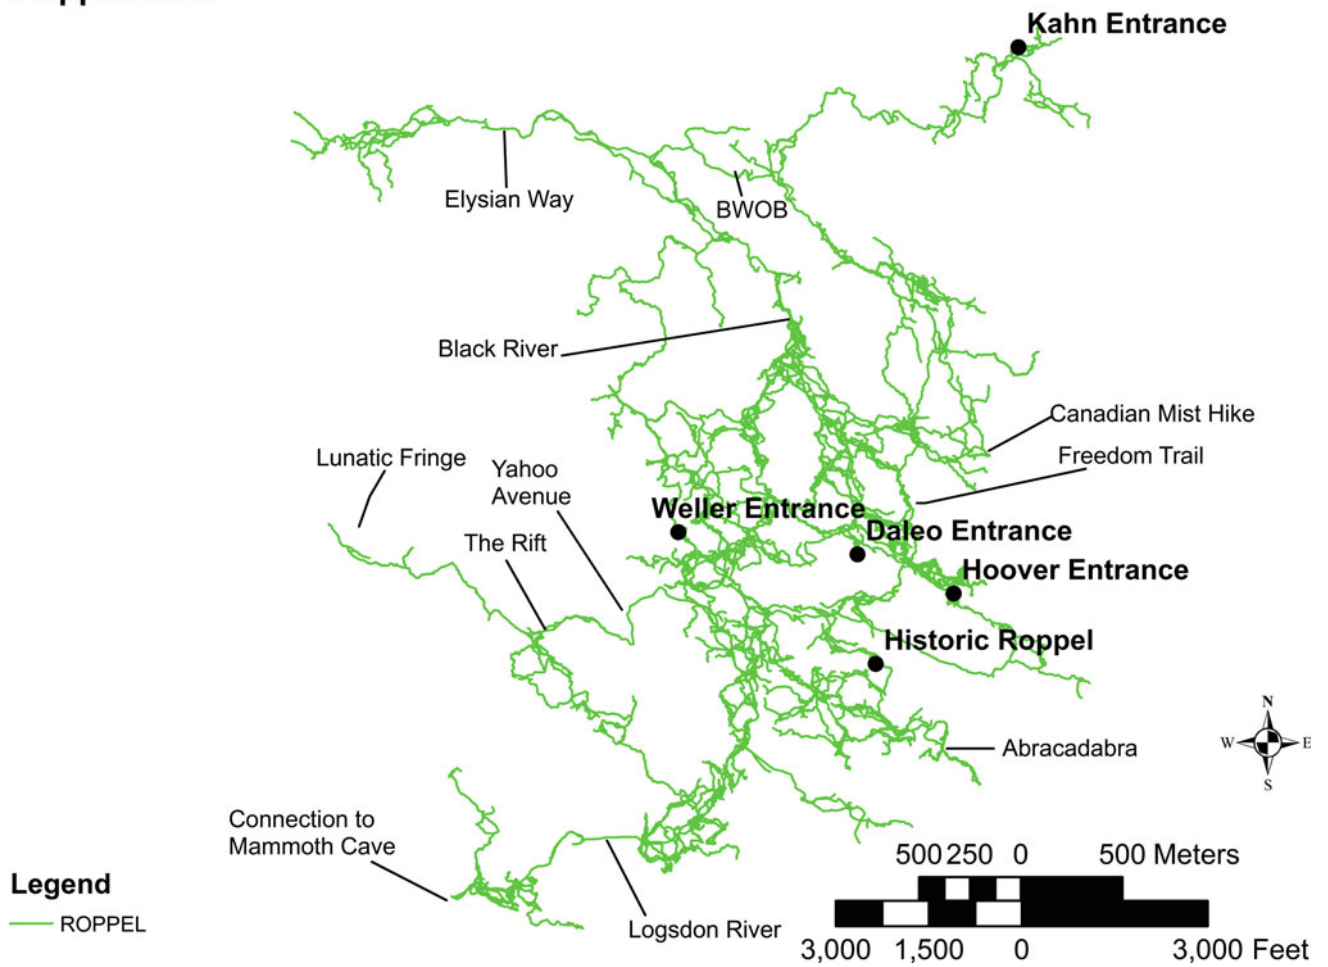 Kahn Entrance
Elysian Way
BWOB
Black River
Canadian Mist Hike
Freedom Trail
Lunatic Fringe
Yahoo
Avenue
The Rift
Weller Entrance
Daleo Entrance
Hoover Entrance
Historic Roppel
Abracadabra
N
W
E
S
Connection to
Mammoth Cave
Logsdon River
500 250 0 500 Meters
3,000 1,500 0 3,000 Feet
Legend
ROPPEL